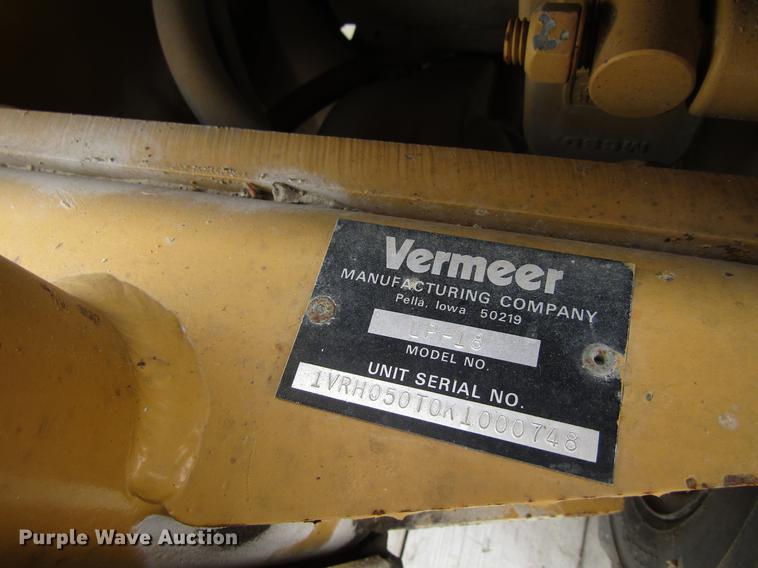 Vermeer
MANUFACTURING COMPANY
Pella, Iowa 50219
MODEL NO.
UNIT SERIAL NO.
1VRH050T0K1000748
Purple Wave Auction